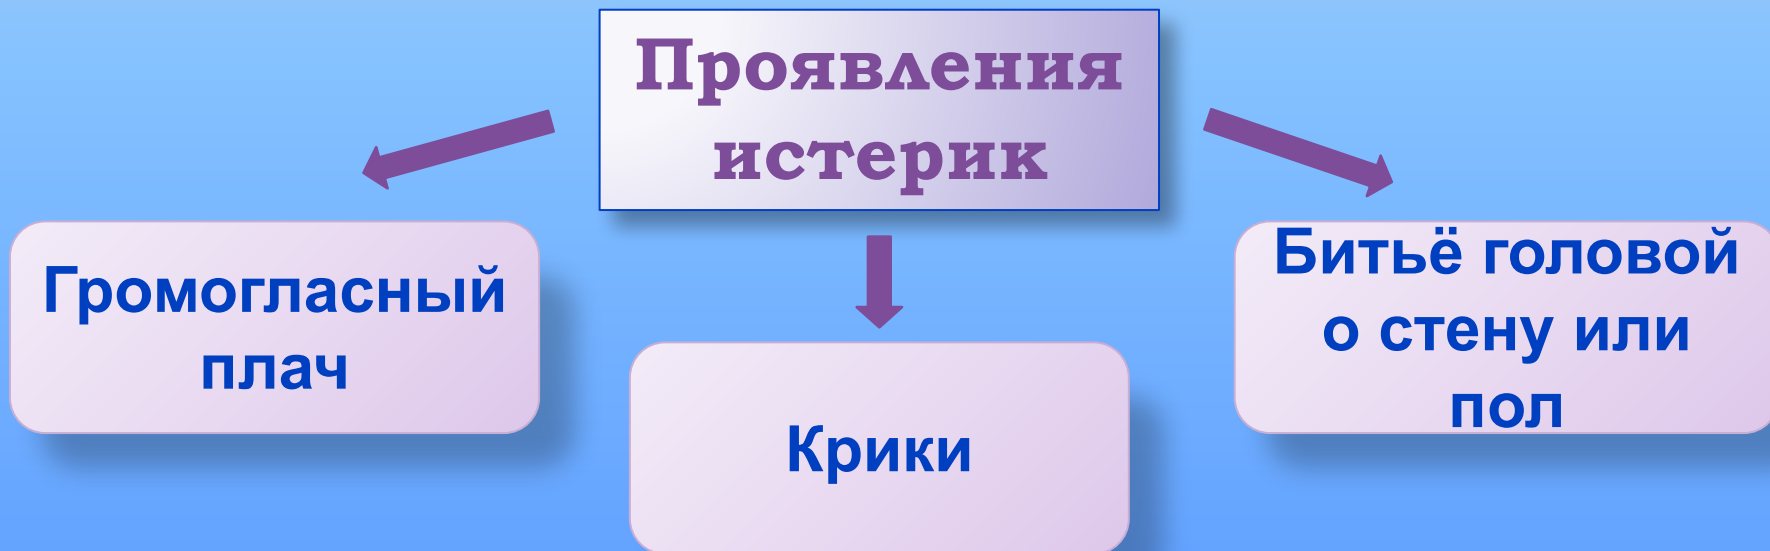 Проявления
истерик
Громогласный
плач
Крики
Битьё головой
о стену или
пол